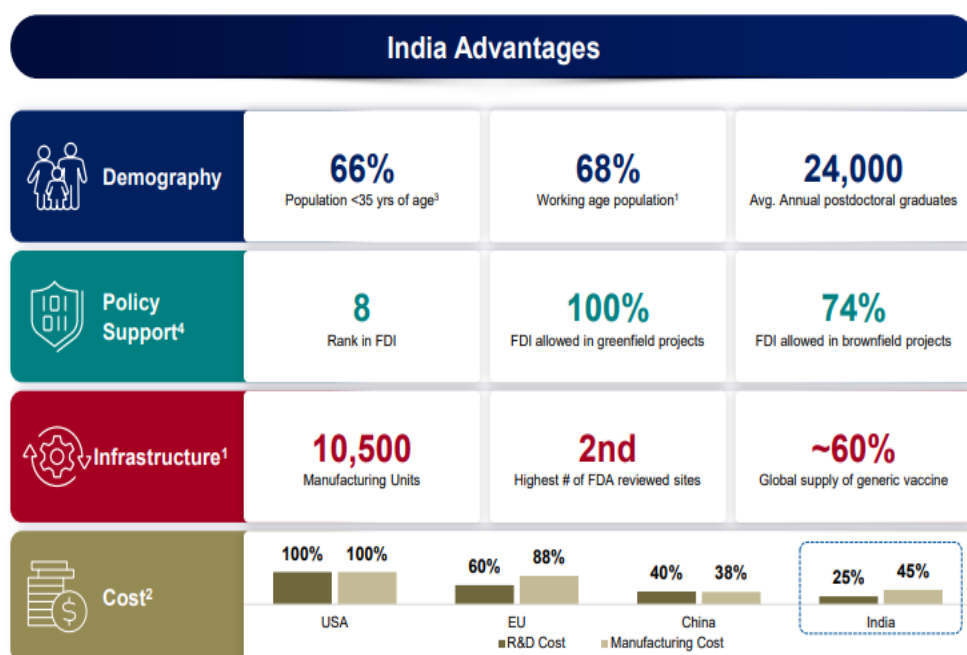 India Advantages
Demography
66%
Population <35 yrs of age³
68%
Working age population¹
24,000
Avg. Annual postdoctoral graduates
Policy
Support⁴
8
Rank in FDI
100%
FDI allowed in greenfield projects
74%
FDI allowed in brownfield projects
Infrastructure¹
10,500
Manufacturing Units
2nd
Highest # of FDA reviewed sites
~60%
Global supply of generic vaccine
Cost²
100% 100%
USA
60% 88%
EU
40% 38%
China
25% 45%
India
R&D Cost Manufacturing Cost
101
011
$